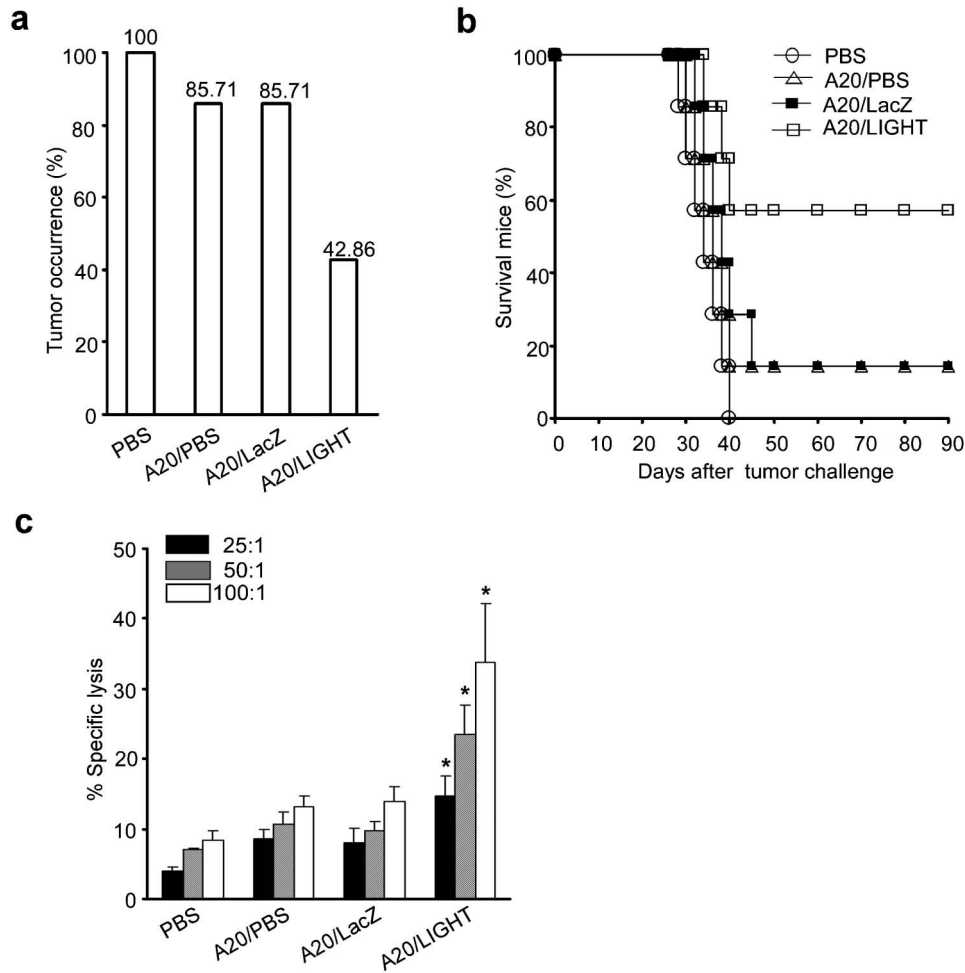 a
Tumor occurrence (%)
100
80
60
40
20
0
100
85.71
85.71
42.86
PBS
A20/PBS
A20/LacZ
A20/LIGHT
b
Survival mice (%)
100
80
60
40
20
0
PBS
A20/PBS
A20/LacZ
A20/LIGHT
0 10 20 30 40 50 60 70 80 90
Days after tumor challenge
c
% Specific lysis
50
40
30
20
10
0
25:1
50:1
100:1
*
*
*
PBS
A20/PBS
A20/LacZ
A20/LIGHT